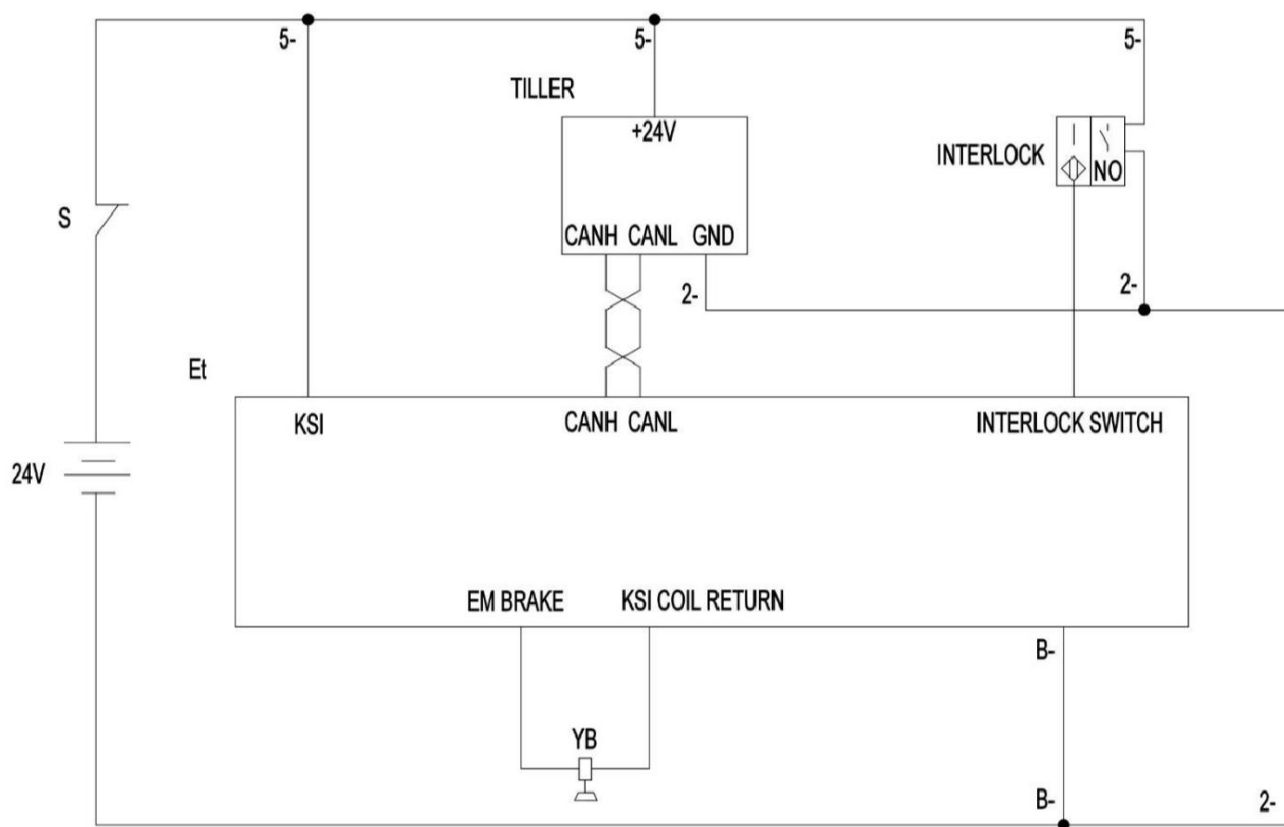 5- 5- 5-
TILLER
+24V
INTERLOCK
NO
S
CANH CANL GND
2- 2-
Et
KSI CANH CANL INTERLOCK SWITCH
24V
EM BRAKE KSI COIL RETURN
B-
YB
B- 2-